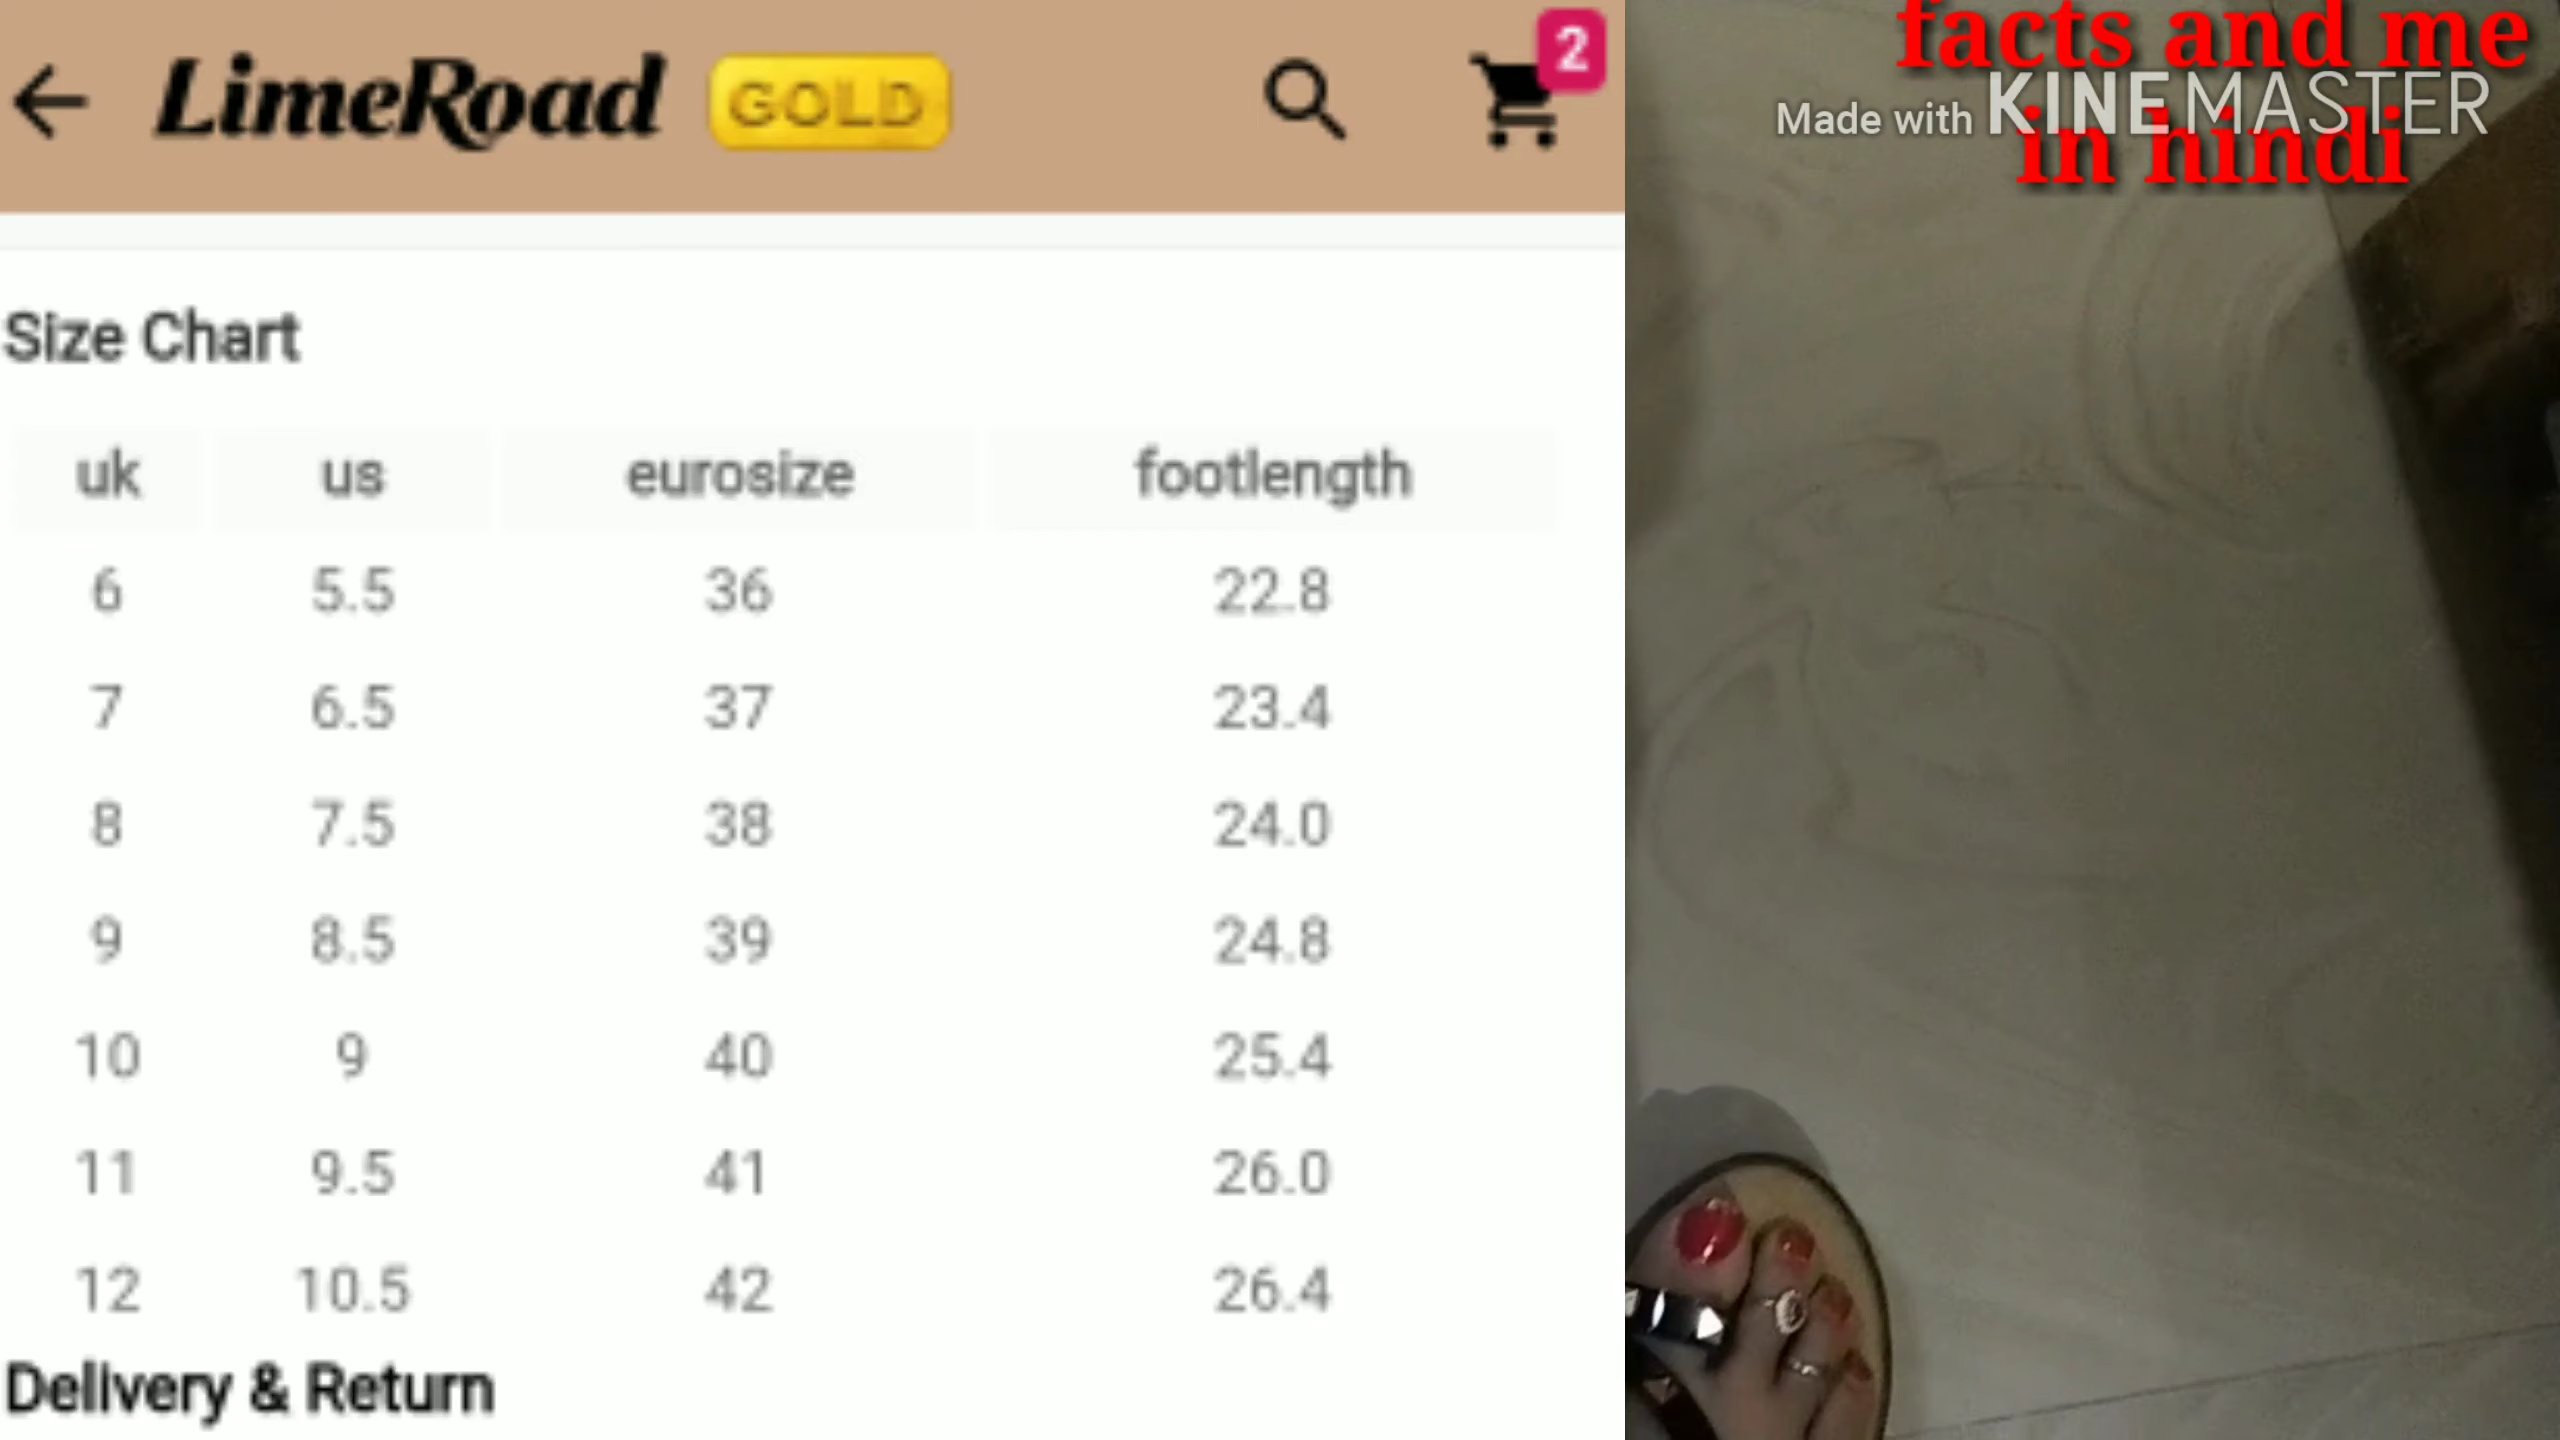 LimeRoad GOLD
2
Size Chart
uk us eurosize footlength
6 5.5 36 22.8
7 6.5 37 23.4
8 7.5 38 24.0
9 8.5 39 24.8
10 9 40 25.4
11 9.5 41 26.0
12 10.5 42 26.4
Delivery & Return
facts and me
Made with KINEMASTER
in hindi